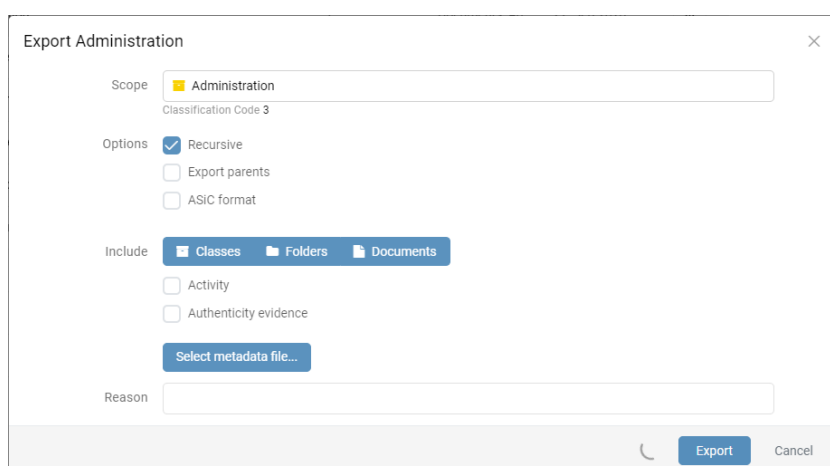 Export Administration
Scope Administration
Classification Code 3
Options Recursive
Export parents
ASiC format
Include Classes Folders Documents
Activity
Authenticity evidence
Select metadata file...
Reason
Export Cancel